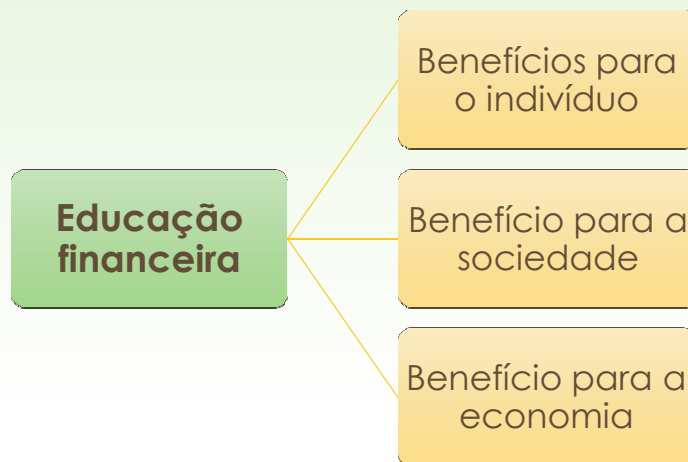 Educação
financeira
Benefícios para
o indivíduo
Benefício para a
sociedade
Benefício para a
economia